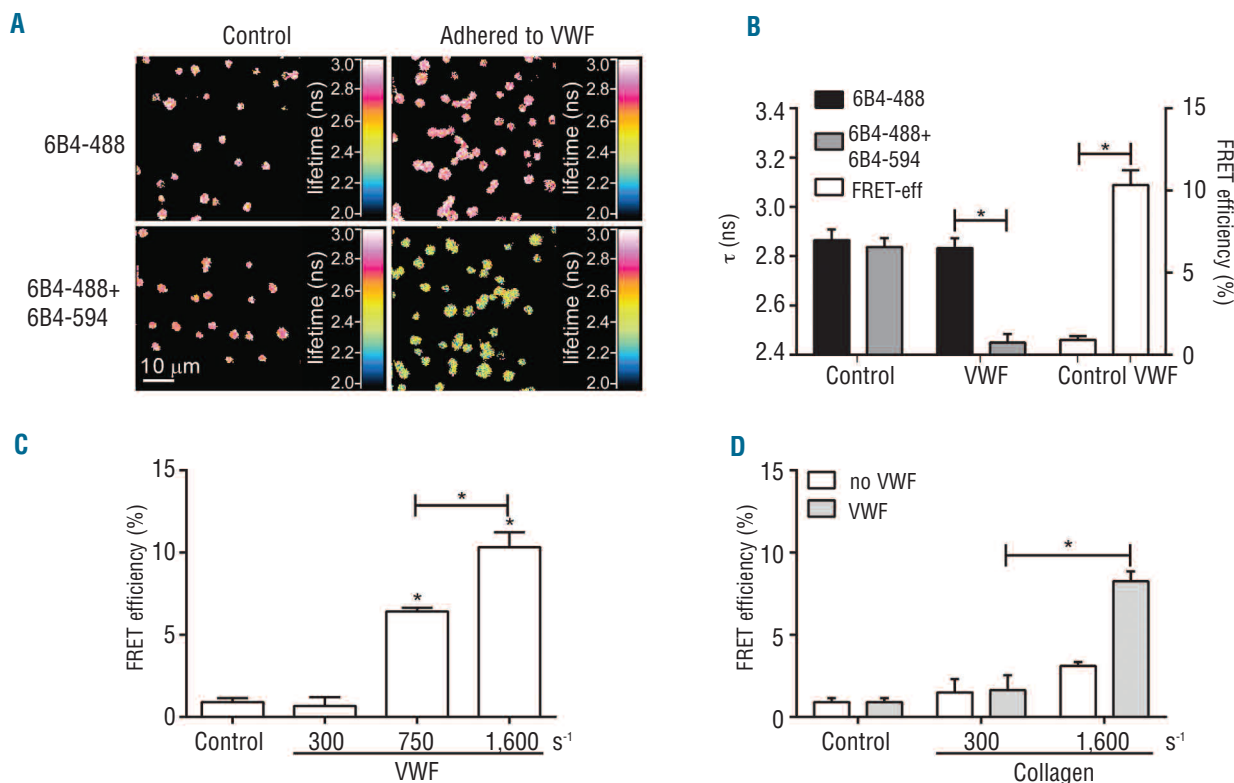 A
Control
Adhered to VWF
6B4-488
3.0
2.8
2.6
2.4
2.2
2.0
lifetime (ns)
3.0
2.8
2.6
2.4
2.2
2.0
lifetime (ns)
6B4-488+
6B4-594
10 µm
3.0
2.8
2.6
2.4
2.2
2.0
lifetime (ns)
3.0
2.8
2.6
2.4
2.2
2.0
lifetime (ns)
B
6B4-488
6B4-488+
6B4-594
FRET-eff
τ (ns)
3.4
3.2
3.0
2.8
2.6
2.4
*
*
15
10
5
0
FRET efficiency (%)
Control
VWF
Control VWF
C
FRET efficiency (%)
15
10
5
0
*
*
*
Control
300
750
1,600
s⁻¹
VWF
D
no VWF
VWF
FRET efficiency (%)
15
10
5
0
*
Control
300
1,600
s⁻¹
Collagen